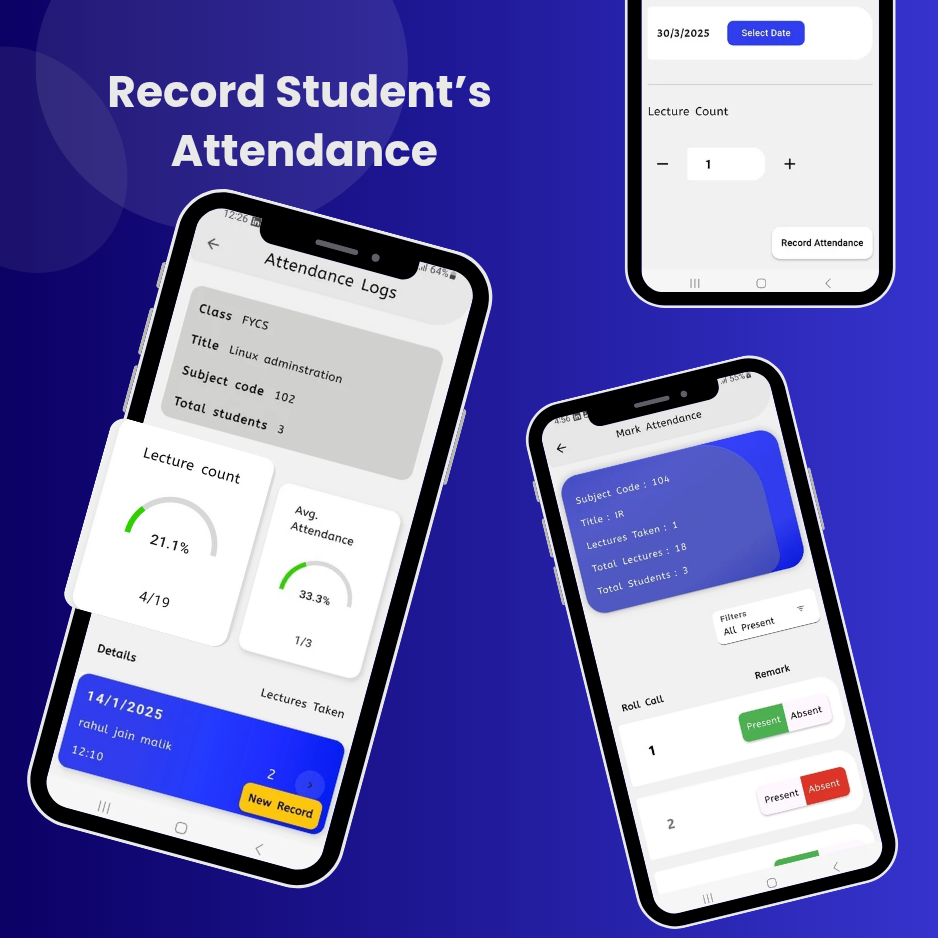 Record Student’s
Attendance
30/3/2025 Select Date
Lecture Count
1
Record Attendance
12:26
64%
Attendance Logs
Class FYCS
Title Linux adminstration
Subject code 102
Total students 3
Lecture count
21.1%
4/19
Avg.
Attendance
33.3%
1/3
Details
Lectures Taken
14/1/2025
rahul jain malik
12:10
2
New Record
4:56
55%
Mark Attendance
Subject Code : 104
Title : IR
Lectures Taken : 1
Total Lectures : 18
Total Students : 3
Filters
All Present
Roll Call Remark
1 Present Absent
2 Present Absent